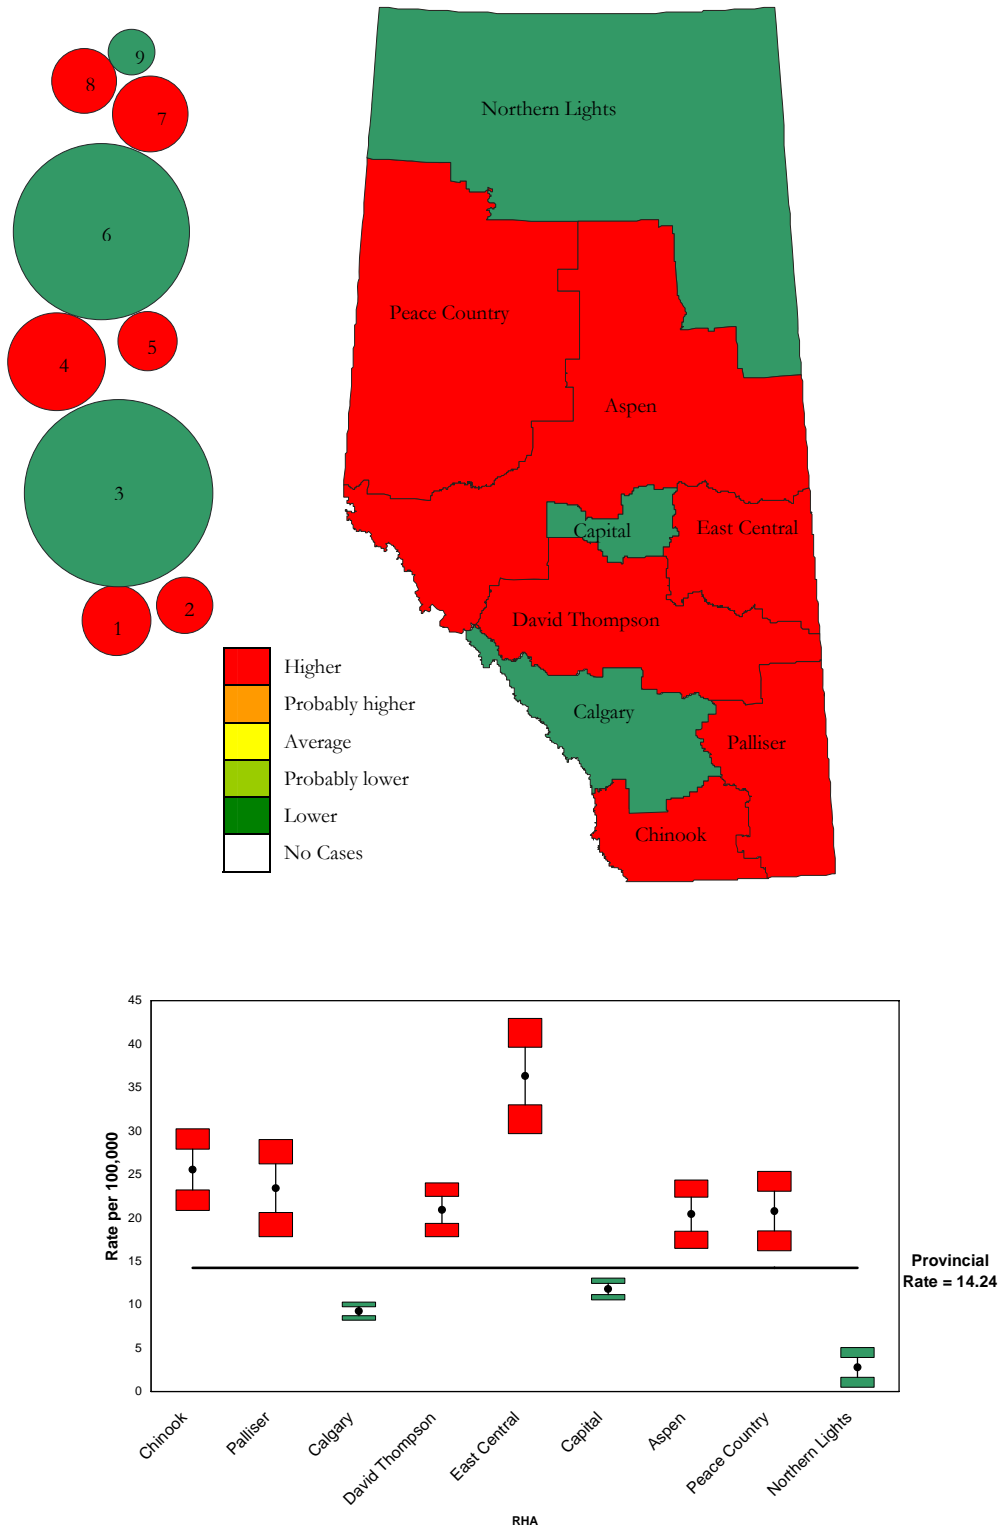 9
8
7
6
5
4
3
2
1
Northern Lights
Peace Country
Aspen
Capital
East Central
David Thompson
Calgary
Palliser
Chinook
Higher
Probably higher
Average
Probably lower
Lower
No Cases
45
40
35
30
25
20
15
10
5
0
Rate per 100,000
Provincial
Rate = 14.24
Chinook
Palliser
Calgary
David Thompson
East Central
Capital
Aspen
Peace Country
Northern Lights
RHA